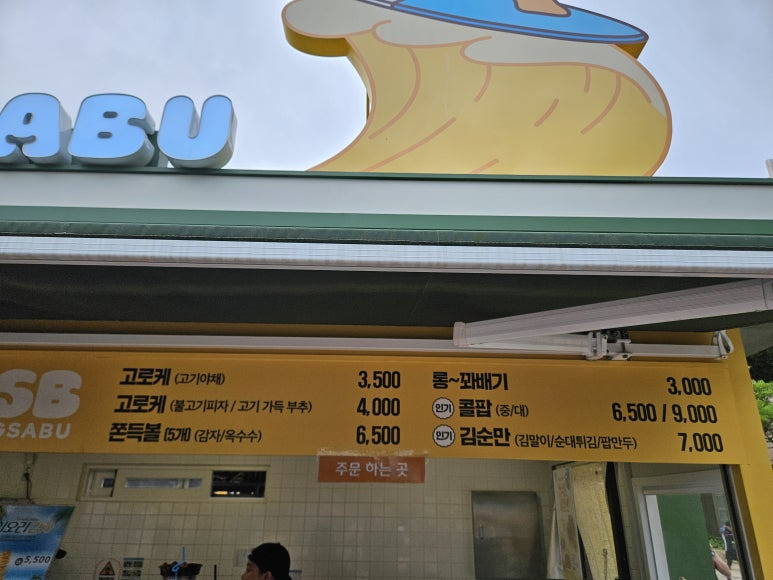 ABU
SB
GSABU
고로케 (고기야채) 3,500
고로케 (불고기피자 / 고기 가득 부추) 4,000
쫀득볼 (5개) (감자/옥수수) 6,500
롱~꽈배기 3,000
인기 콜팝 (중/대) 6,500 / 9,000
인기 김순만 (김말이/순대튀김/팝만두) 7,000
주문 하는 곳
5,500